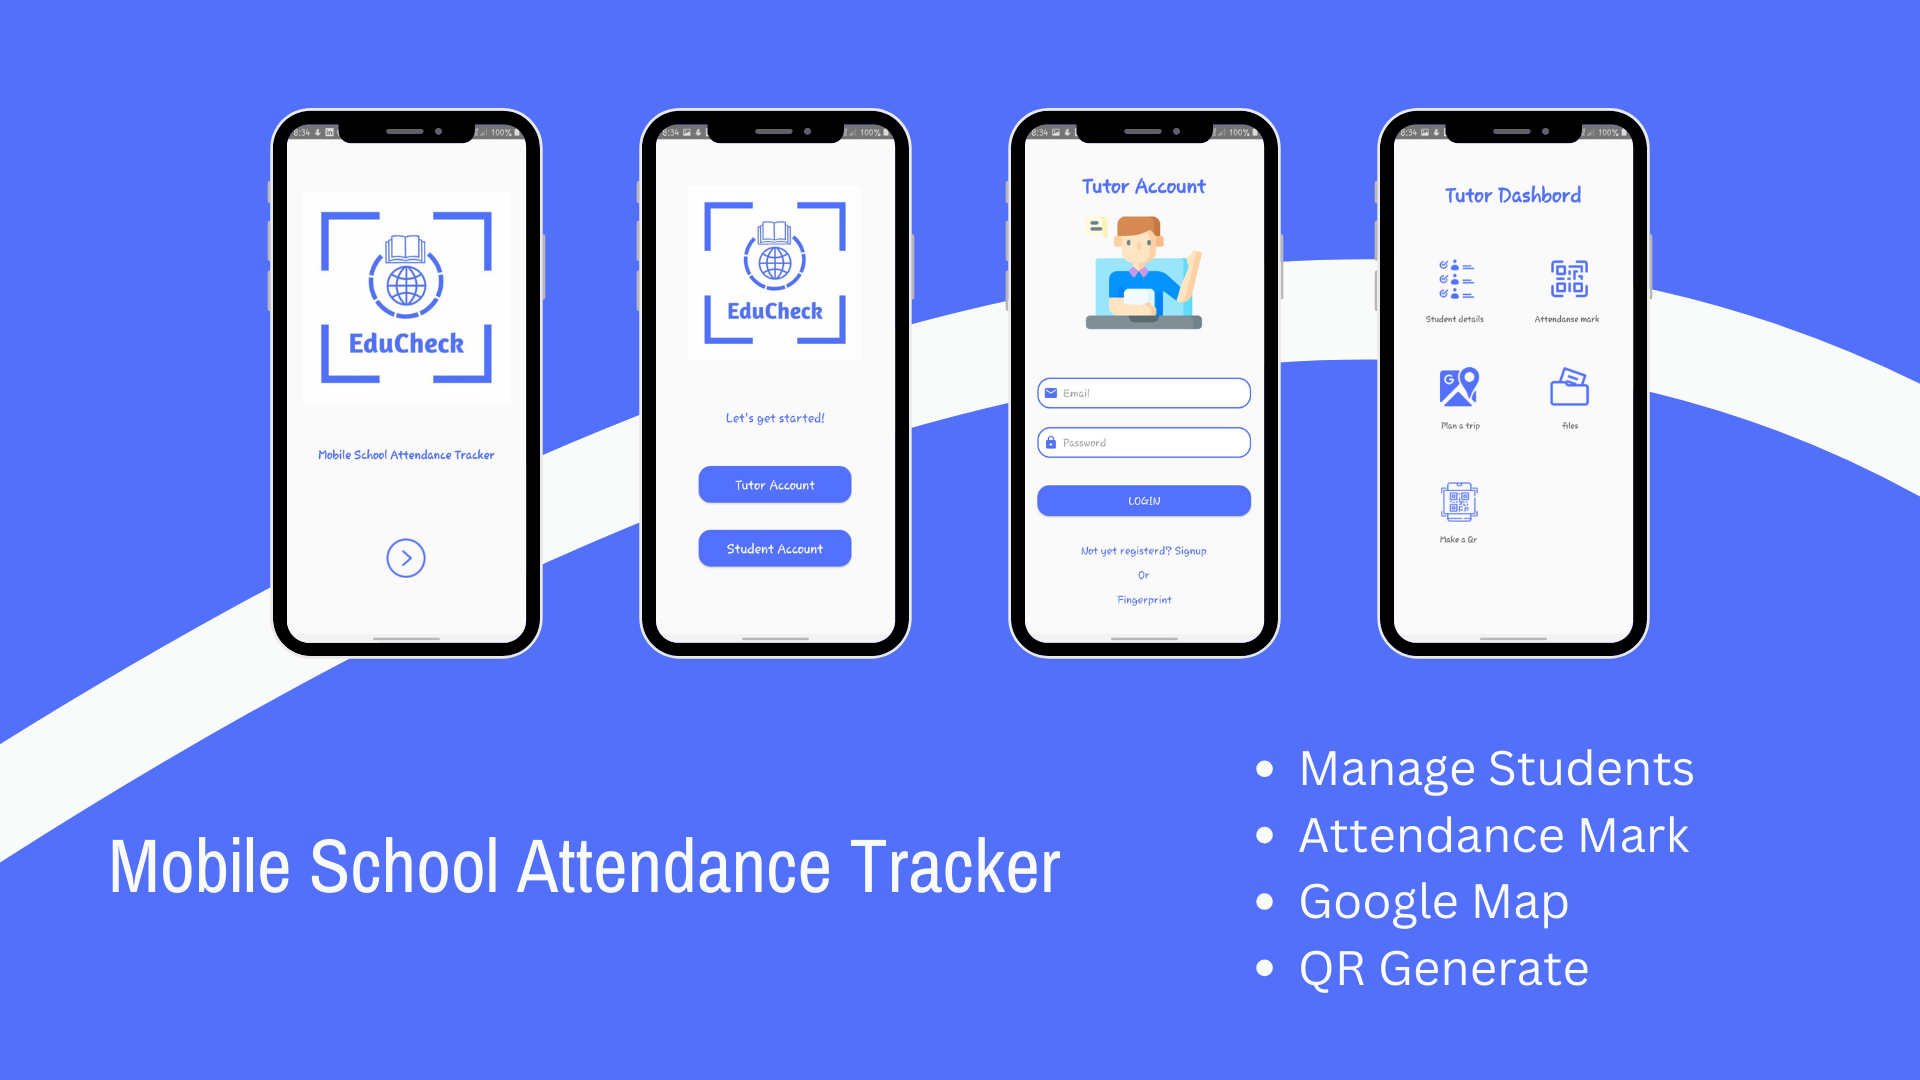 8:34
100%
EduCheck
Mobile School Attendance Tracker
8:34
100%
EduCheck
Let's get started!
Tutor Account
Student Account
8:34
100%
Tutor Account
Email
Password
LOGIN
Not yet registerd? Signup
Or
Fingerprint
8:34
100%
Tutor Dashbord
Student details
Attendanse mark
G
Plan a trip
files
Make a Qr
Mobile School Attendance Tracker
• Manage Students
• Attendance Mark
• Google Map
• QR Generate